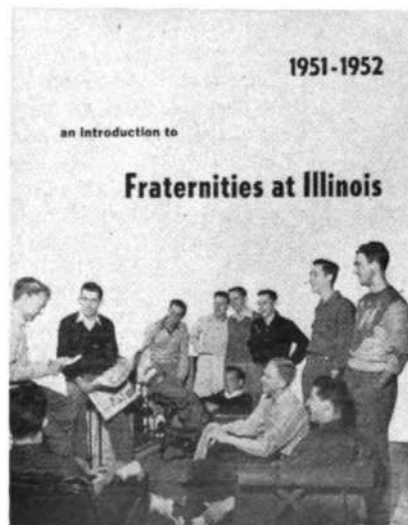 1951-1952
an introduction to
Fraternities at Illinois